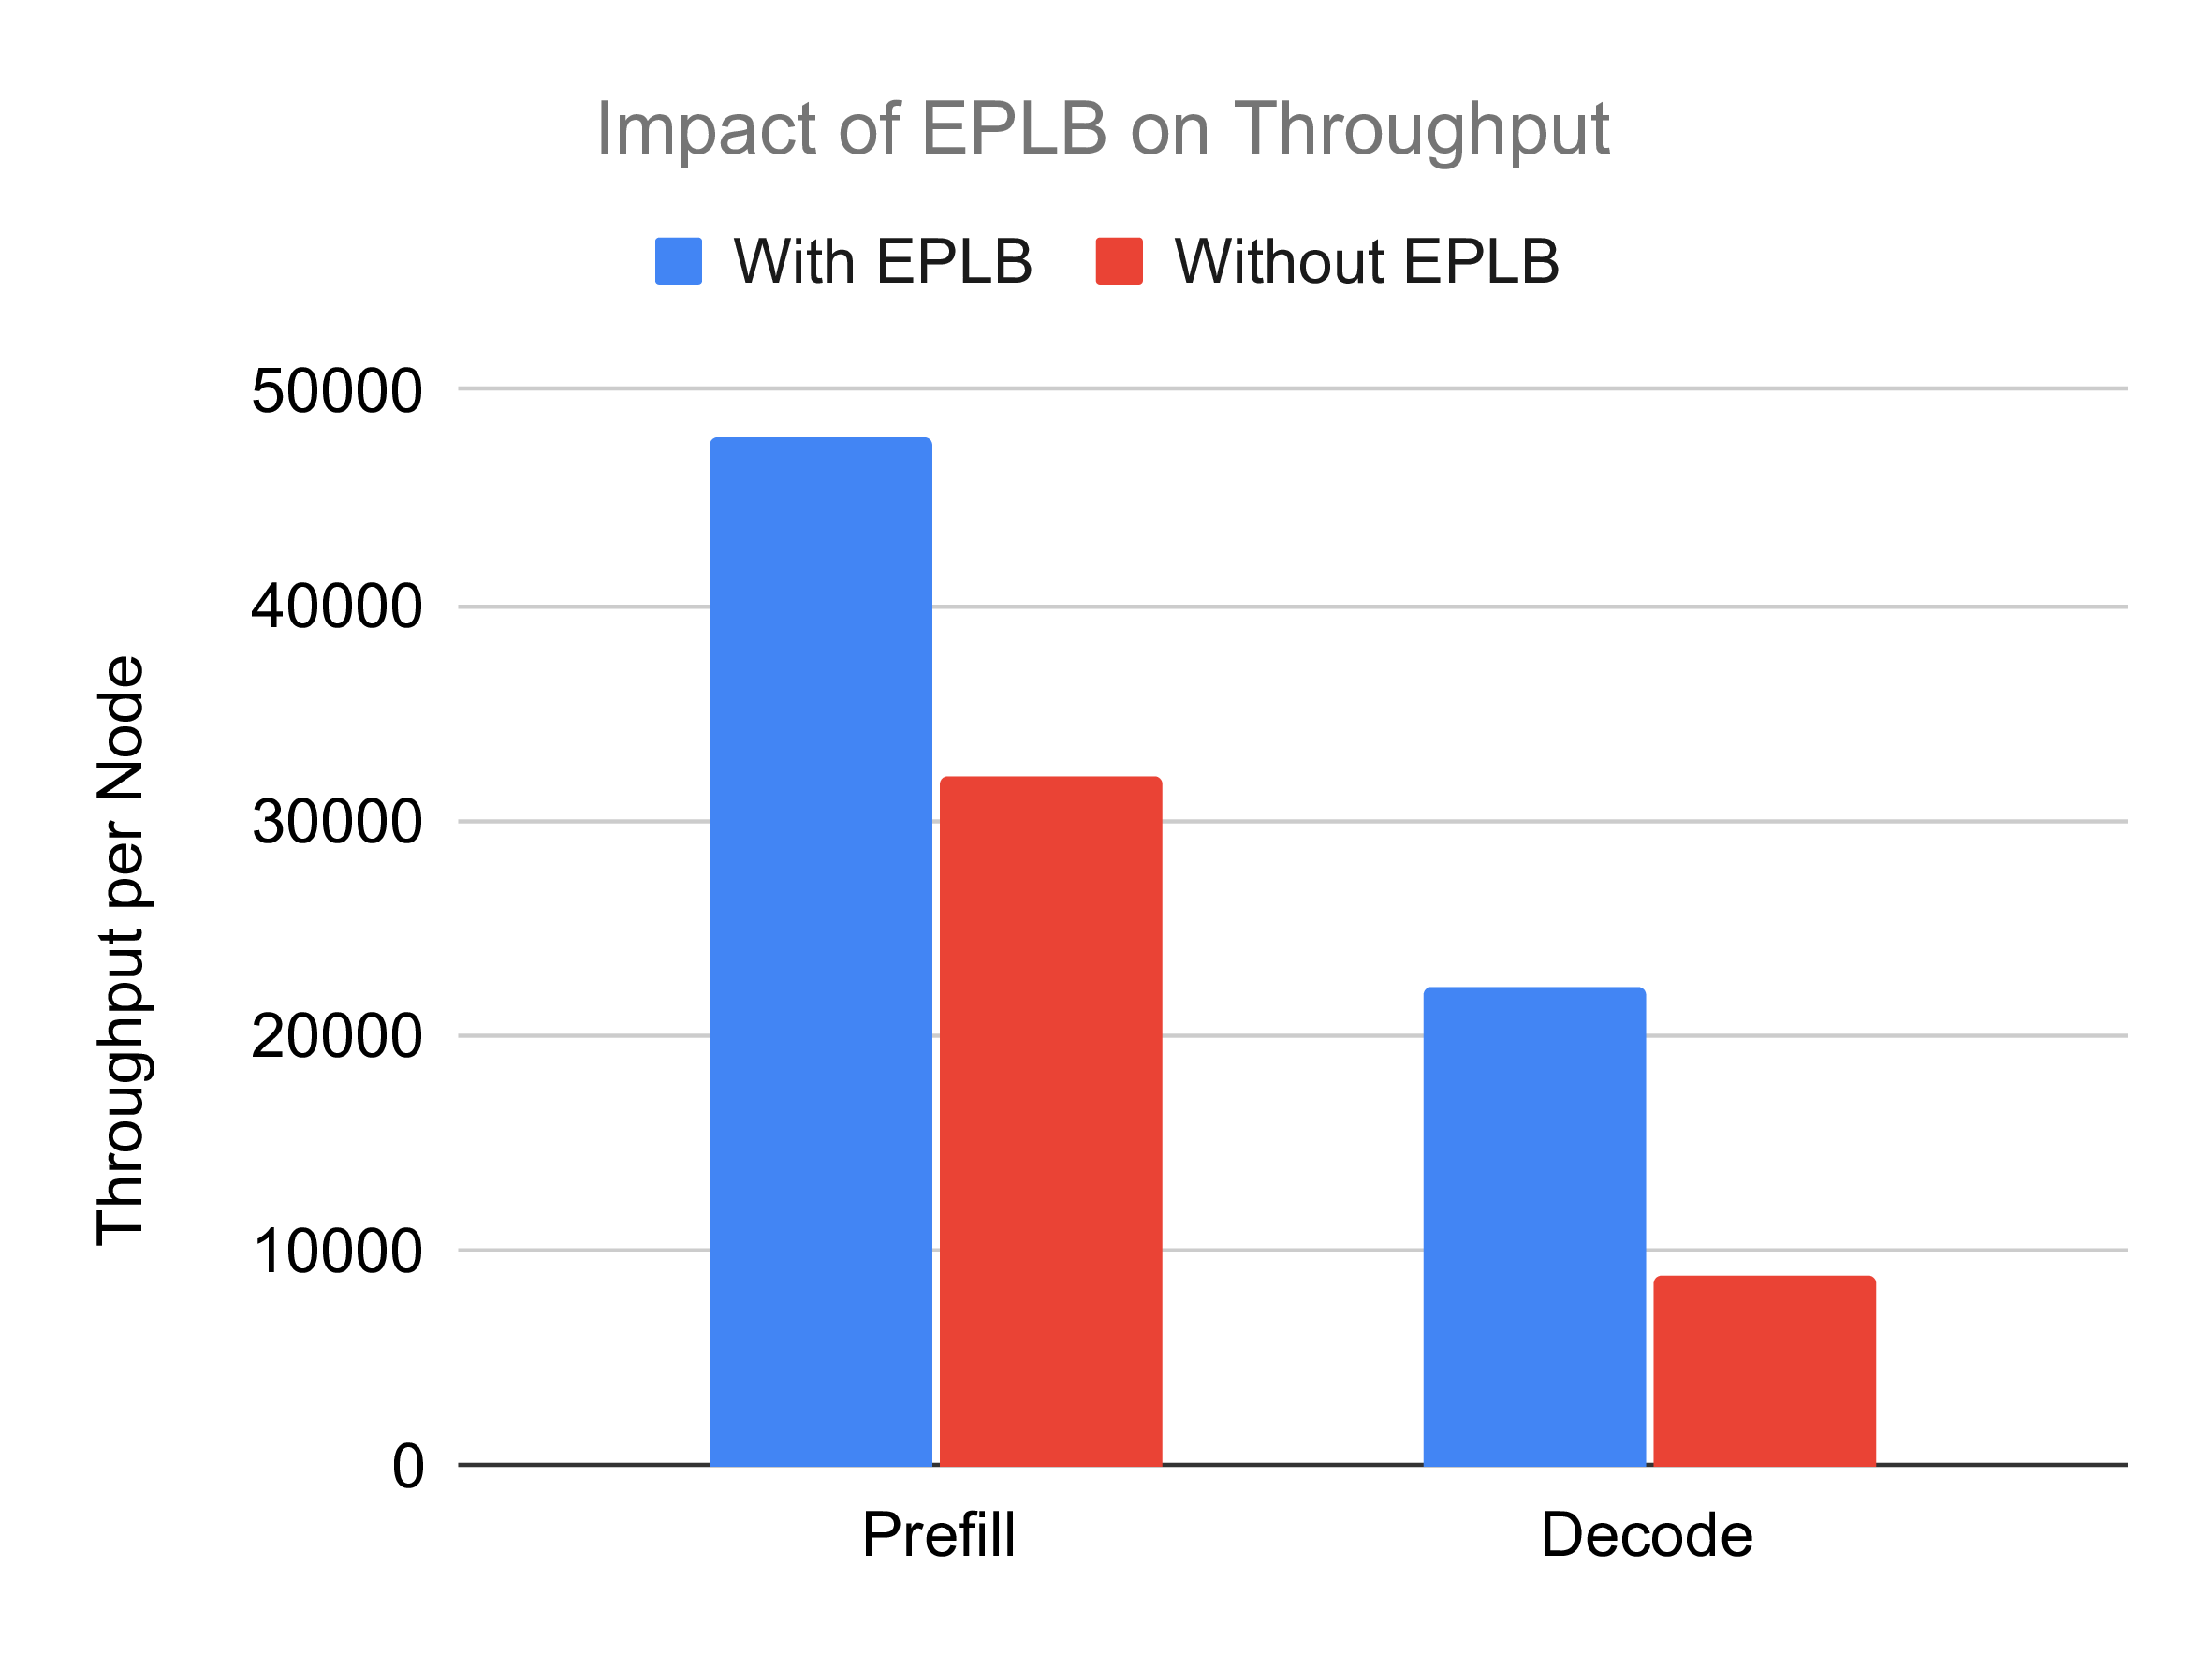 Impact of EPLB on Throughput
With EPLB
Without EPLB
Throughput per Node
50000
40000
30000
20000
10000
0
Prefill
Decode